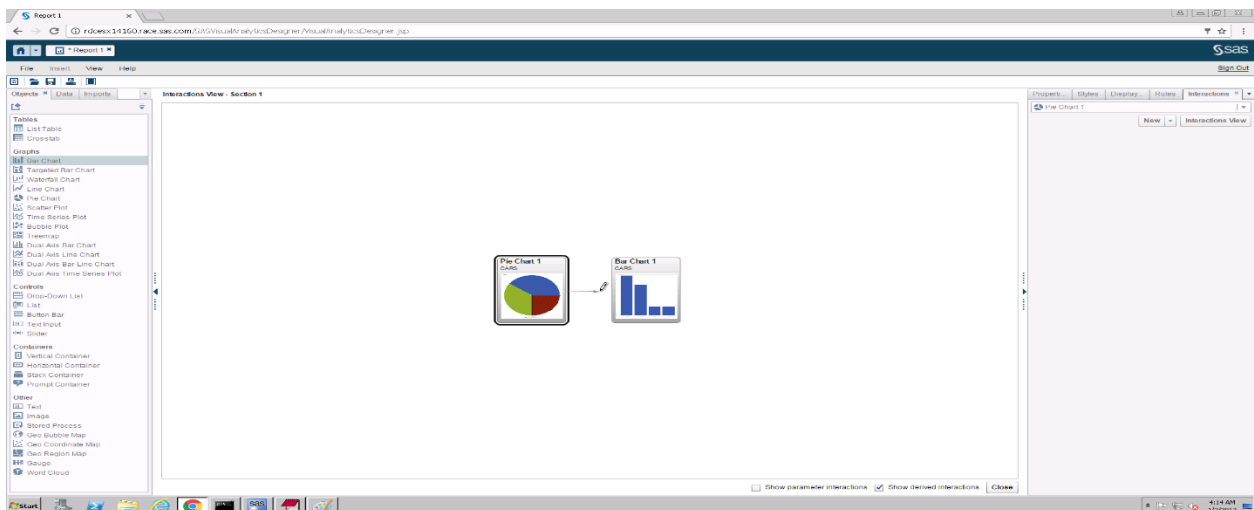 Report 1
rdcesx14160.race.sas.com/SASVisualAnalyticsDesigner/VisualAnalyticsDesigner.jsp
* Report 1
sas
File Insert View Help
Sign Out
Objects Data Imports
Interactions View - Section 1
Properti... Styles Display... Roles Interactions
Pie Chart 1
New Interactions View
Tables
List Table
Crosstab
Graphs
Bar Chart
Targeted Bar Chart
Waterfall Chart
Line Chart
Pie Chart
Scatter Plot
Time Series Plot
Bubble Plot
Treemap
Dual Axis Bar Chart
Dual Axis Line Chart
Dual Axis Bar-Line Chart
Dual Axis Time Series Plot
Controls
Drop-Down List
List
Button Bar
Text Input
Slider
Containers
Vertical Container
Horizontal Container
Stack Container
Prompt Container
Other
Text
Image
Stored Process
Geo Bubble Map
Geo Coordinate Map
Geo Region Map
Gauge
Word Cloud
Pie Chart 1
CARS
Bar Chart 1
CARS
Show parameter interactions Show derived interactions Close
Start
sas
4:14 AM